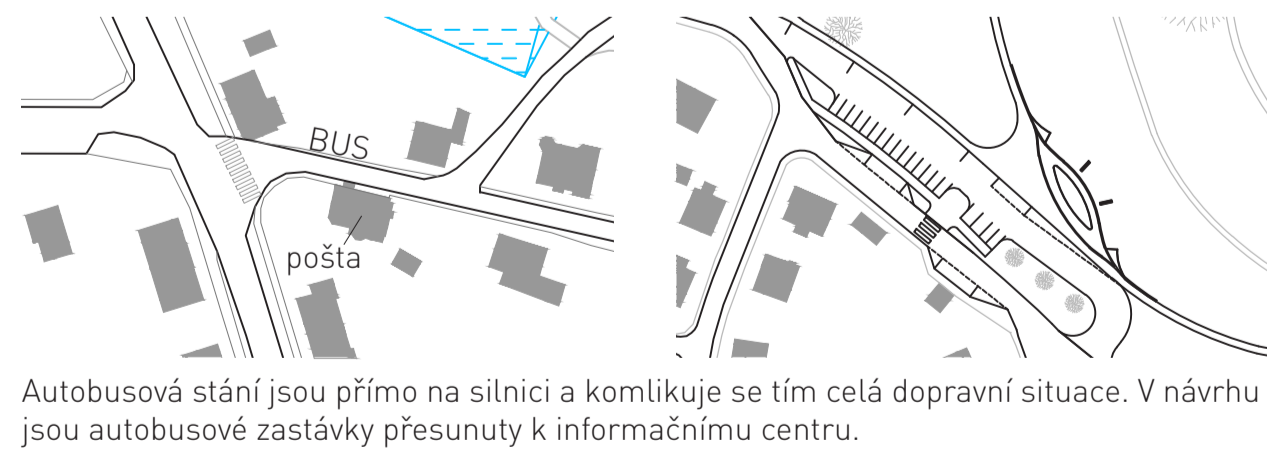 BUS
pošta
Autobusová stání jsou přímo na silnici a komlikuje se tím celá dopravní situace. V návrhu
jsou autobusové zastávky přesunuty k informačnímu centru.